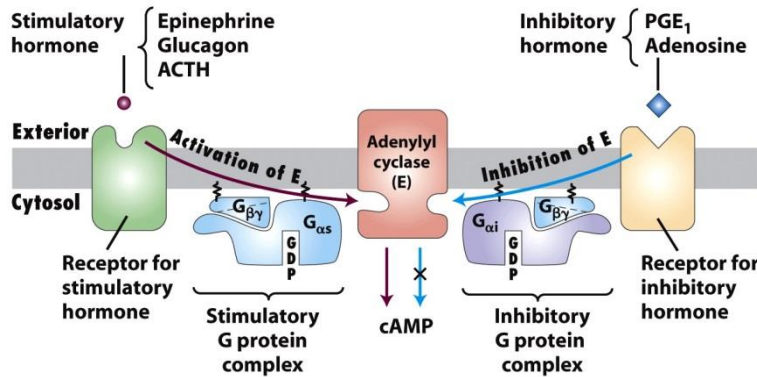 Stimulatory
hormone
Epinephrine
Glucagon
ACTH
Inhibitory
hormone
PGE₁
Adenosine
Exterior
Cytosol
Activation of E
Adenylyl
cyclase
(E)
Inhibition of E
Gβγ
Gαs
GDP
Gαi
Gβγ
GDP
Receptor for
stimulatory
hormone
Stimulatory
G protein
complex
cAMP
Inhibitory
G protein
complex
Receptor for
inhibitory
hormone